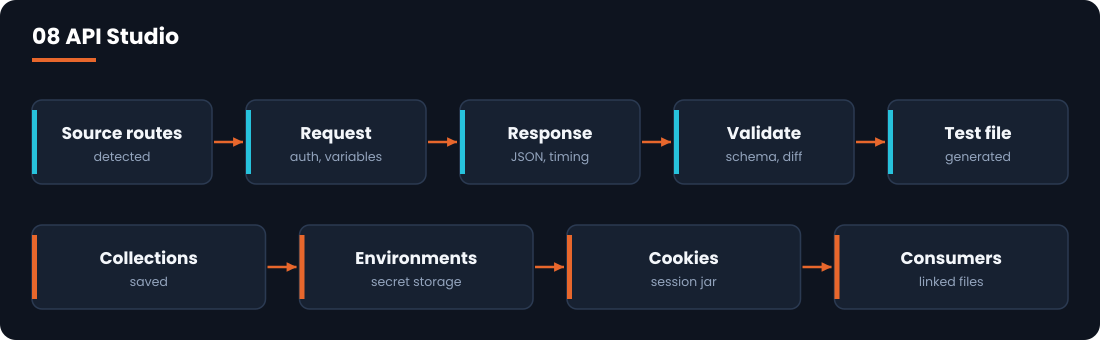 08 API Studio
Source routes
detected
Request
auth, variables
Response
JSON, timing
Validate
schema, diff
Test file
generated
Collections
saved
Environments
secret storage
Cookies
session jar
Consumers
linked files